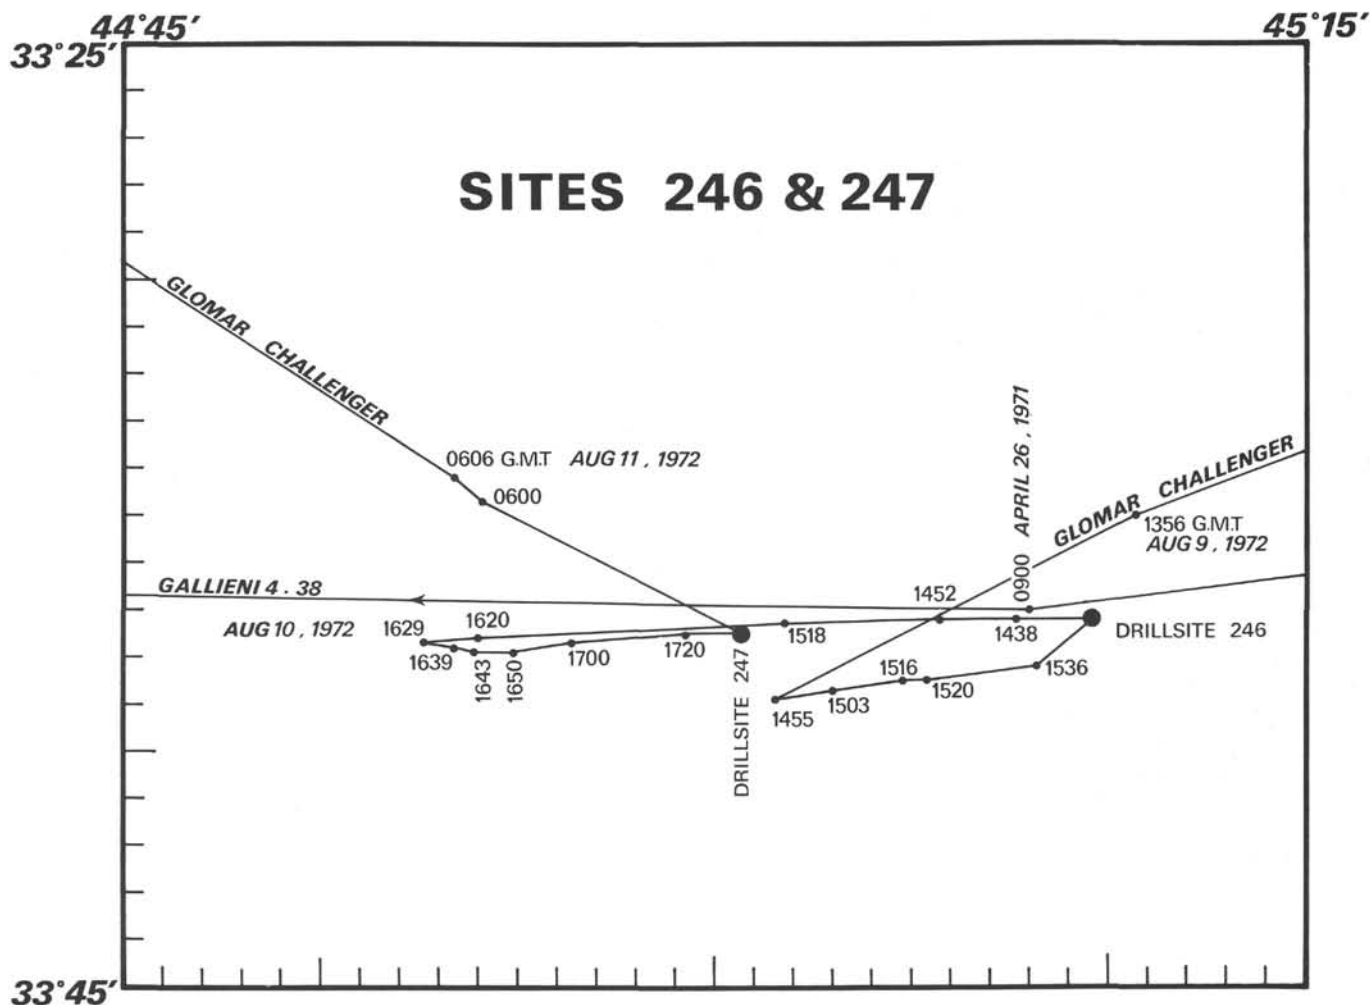 44°45′
45°15′
33°25′
SITES 246 & 247
GLOMAR CHALLENGER
0606 G.M.T AUG 11, 1972
0600
0900 APRIL 26, 1971
GLOMAR CHALLENGER
1356 G.M.T
AUG 9, 1972
GALLIENI 4.38
AUG 10, 1972
1629
1620
1452
1518
1438
DRILLSITE 246
1639
1643
1650
1700
1720
DRILLSITE 247
1516
1520
1536
1455
1503
33°45′